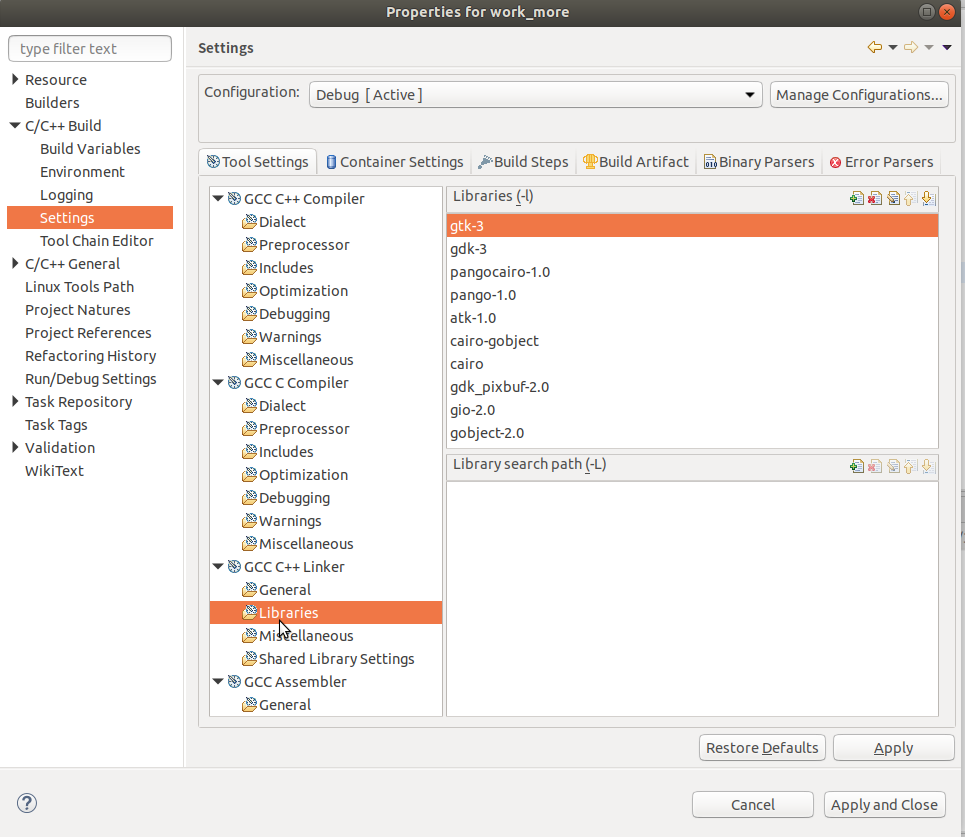 Properties for work_more
type filter text
Resource
Builders
C/C++ Build
Build Variables
Environment
Logging
Settings
Tool Chain Editor
C/C++ General
Linux Tools Path
Project Natures
Project References
Refactoring History
Run/Debug Settings
Task Repository
Task Tags
Validation
WikiText
Settings
Configuration: Debug [ Active ] Manage Configurations...
Tool Settings Container Settings Build Steps Build Artifact Binary Parsers Error Parsers
GCC C++ Compiler
Dialect
Preprocessor
Includes
Optimization
Debugging
Warnings
Miscellaneous
GCC C Compiler
Dialect
Preprocessor
Includes
Optimization
Debugging
Warnings
Miscellaneous
GCC C++ Linker
General
Libraries
Miscellaneous
Shared Library Settings
GCC Assembler
General
Libraries (-l)
gtk-3
gdk-3
pangocairo-1.0
pango-1.0
atk-1.0
cairo-gobject
cairo
gdk_pixbuf-2.0
gio-2.0
gobject-2.0
Library search path (-L)
Restore Defaults Apply
? Cancel Apply and Close